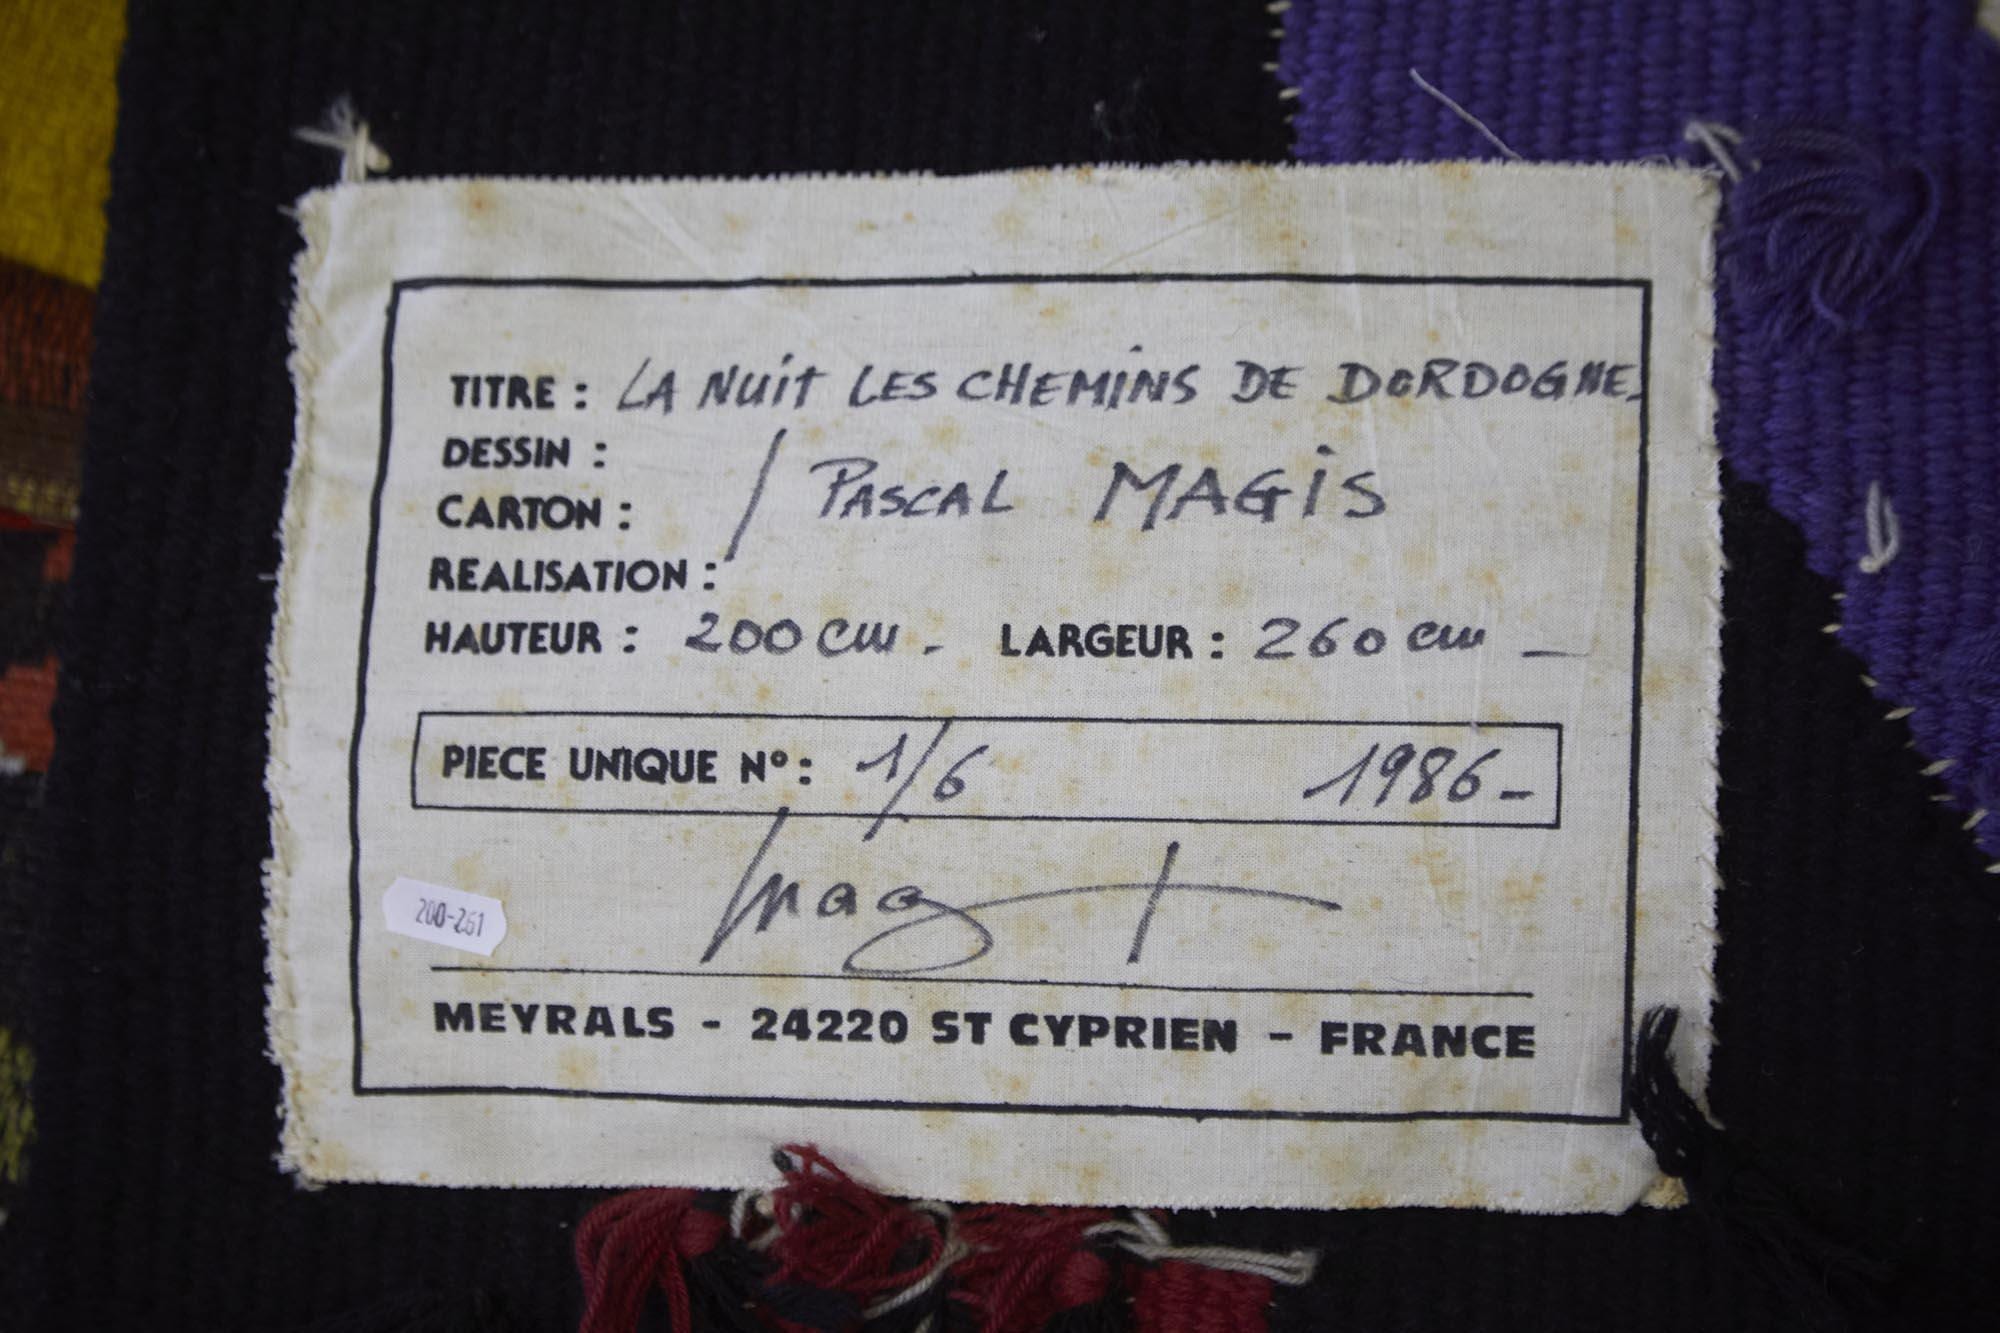 TITRE : LA NUiT LES CHEMiNS DE DORDOGNE.
DESSIN :
CARTON : / PASCAL MAGiS
REALISATION :
HAUTEUR : 200 cm. LARGEUR : 260 cm _
PIECE UNIQUE N° : 1/6 1986_
200-261
MEYRALS - 24220 ST CYPRIEN - FRANCE